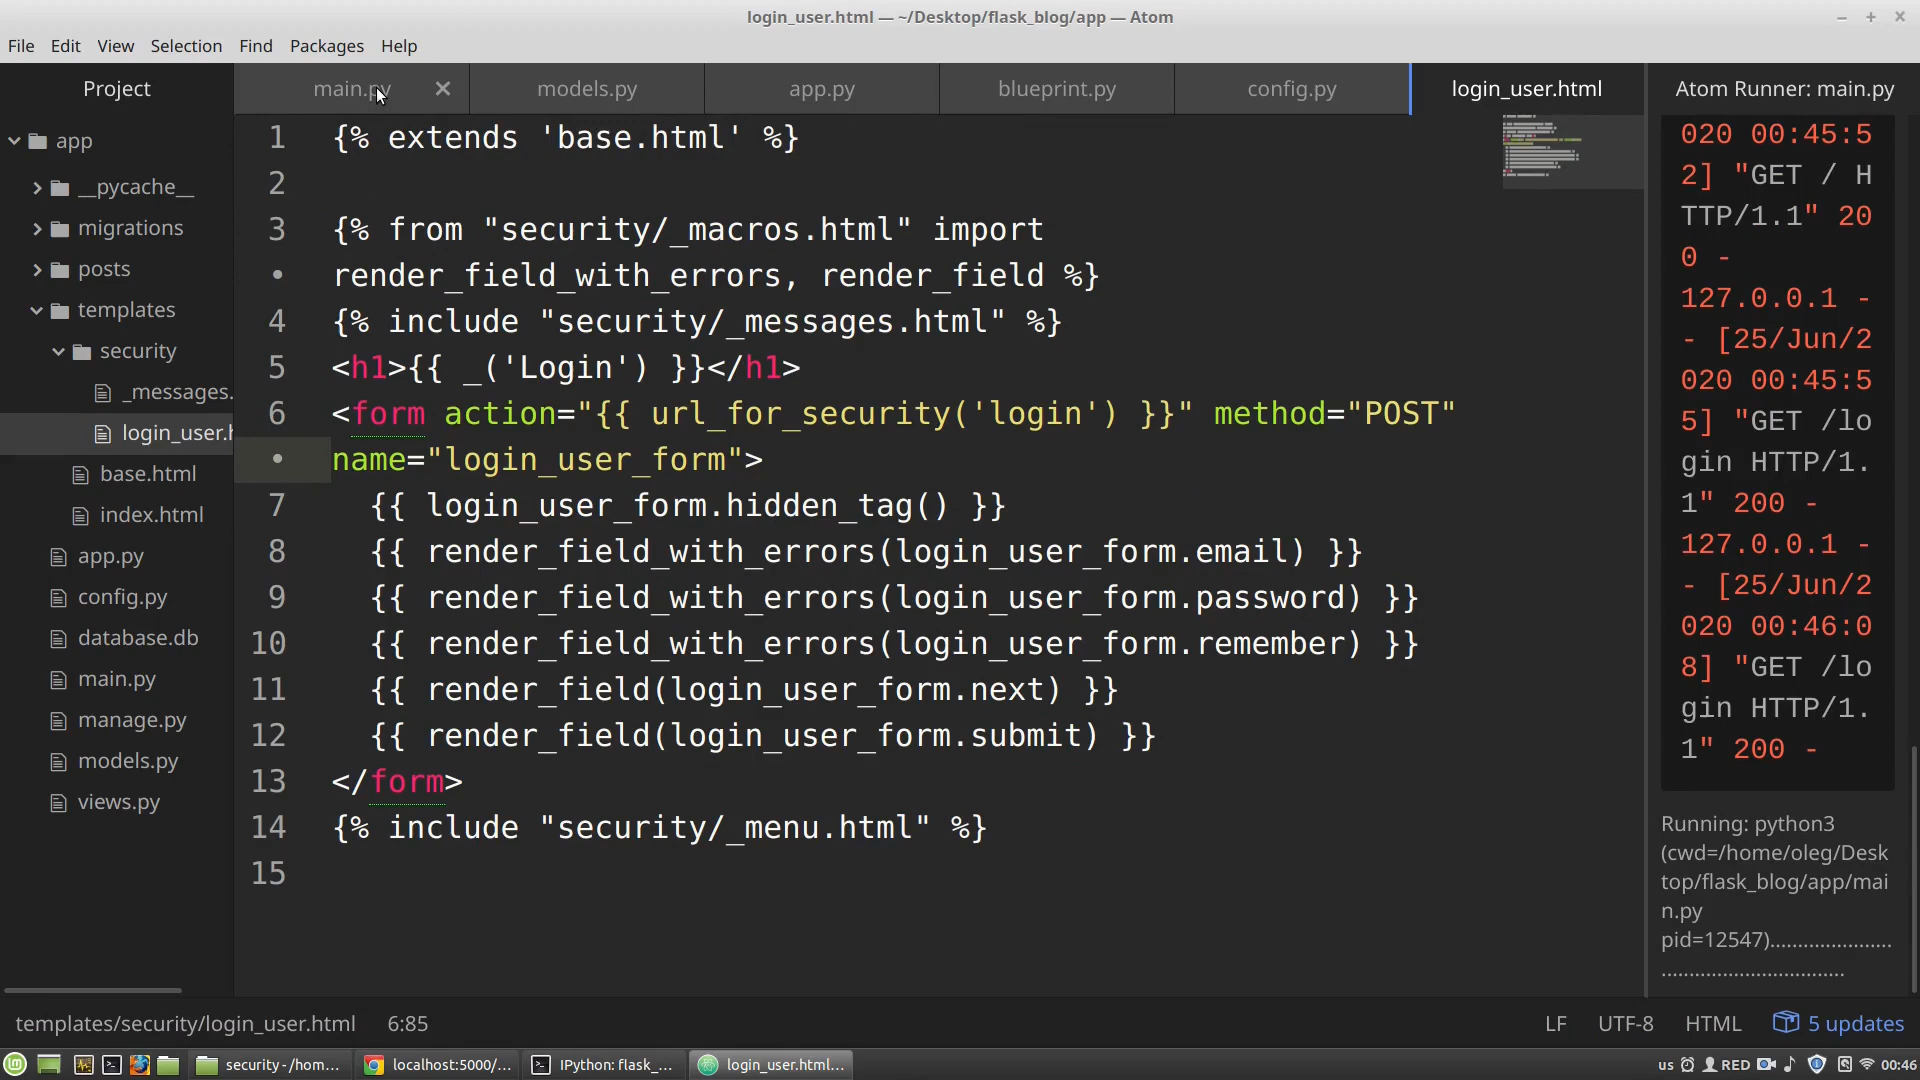 login_user.html — ~/Desktop/flask_blog/app — Atom
File Edit View Selection Find Packages Help
Project
app
__pycache__
migrations
posts
templates
security
_messages.
login_user.h
base.html
index.html
app.py
config.py
database.db
main.py
manage.py
models.py
views.py
main.py models.py app.py blueprint.py config.py login_user.html
1 {% extends 'base.html' %}
2
3 {% from "security/_macros.html" import
• render_field_with_errors, render_field %}
4 {% include "security/_messages.html" %}
5 <h1>{{ _('Login') }}</h1>
6 <form action="{{ url_for_security('login') }}" method="POST"
• name="login_user_form">
7 {{ login_user_form.hidden_tag() }}
8 {{ render_field_with_errors(login_user_form.email) }}
9 {{ render_field_with_errors(login_user_form.password) }}
10 {{ render_field_with_errors(login_user_form.remember) }}
11 {{ render_field(login_user_form.next) }}
12 {{ render_field(login_user_form.submit) }}
13 </form>
14 {% include "security/_menu.html" %}
15
Atom Runner: main.py
020 00:45:5
2] "GET / H
TTP/1.1" 20
0 -
127.0.0.1 -
- [25/Jun/2
020 00:45:5
5] "GET /lo
gin HTTP/1.
1" 200 -
127.0.0.1 -
- [25/Jun/2
020 00:46:0
8] "GET /lo
gin HTTP/1.
1" 200 -
Running: python3
(cwd=/home/oleg/Desk
top/flask_blog/app/mai
n.py
pid=12547)......................
.................................
templates/security/login_user.html 6:85 LF UTF-8 HTML 5 updates
security - /hom... localhost:5000/... IPython: flask_... login_user.html... us RED 00:46